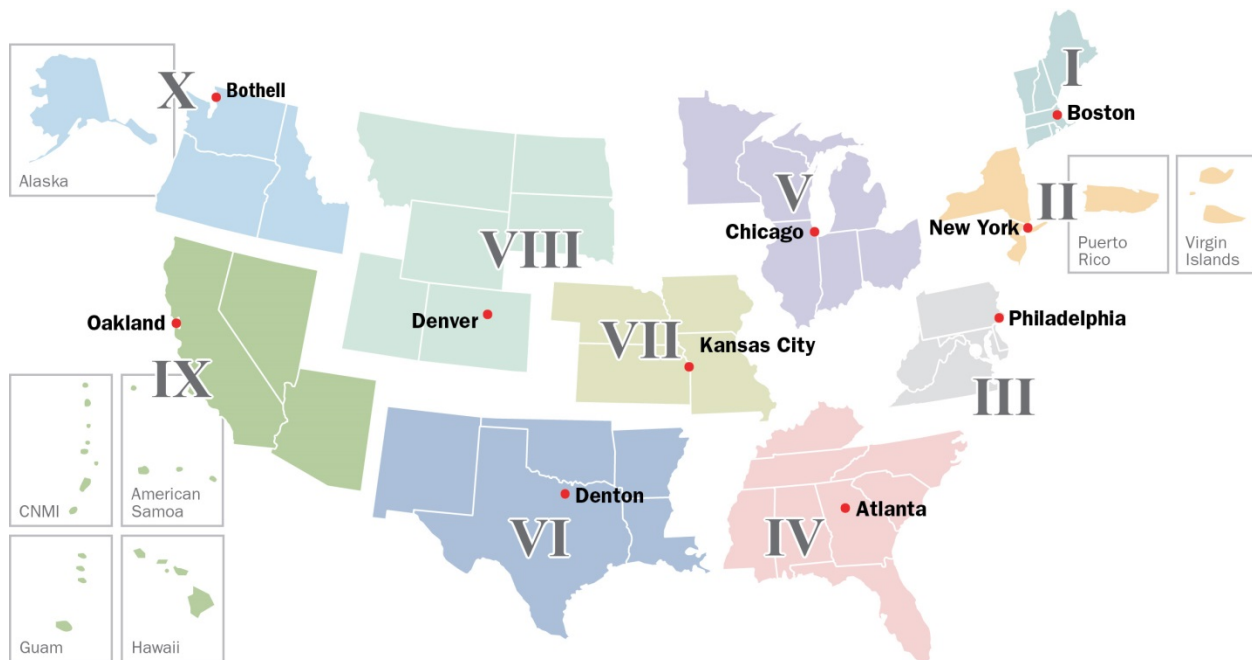 I
X
Bothell
Boston
Alaska
V
II
Chicago
New York
VIII
Puerto
Rico
Virgin
Islands
Oakland
Denver
Philadelphia
VII
Kansas City
IX
III
CNMI
American
Samoa
Denton
Atlanta
VI
IV
Guam
Hawaii